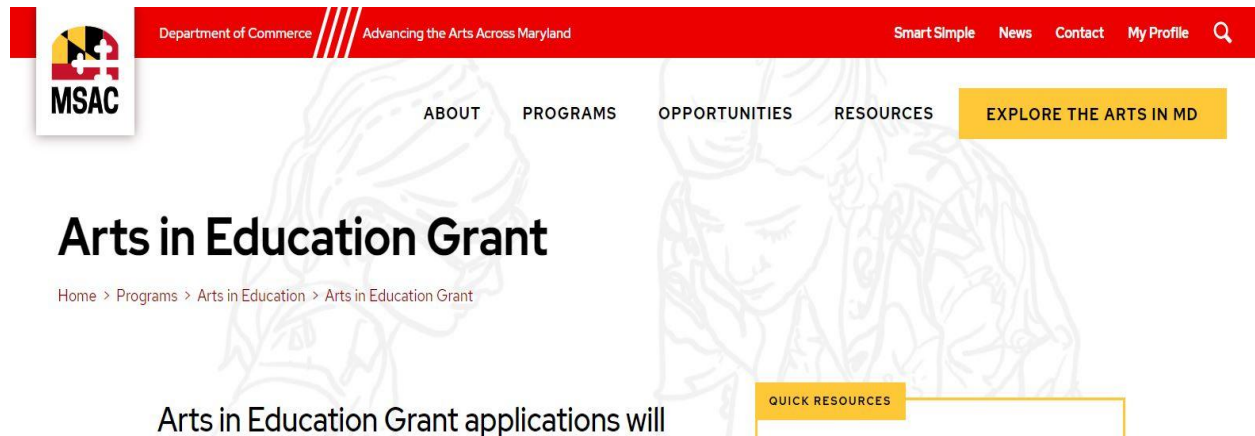 Department of Commerce Advancing the Arts Across Maryland Smart Simple News Contact My Profile
MSAC
ABOUT PROGRAMS OPPORTUNITIES RESOURCES EXPLORE THE ARTS IN MD
Arts in Education Grant
Home > Programs > Arts in Education > Arts in Education Grant
QUICK RESOURCES
Arts in Education Grant applications will